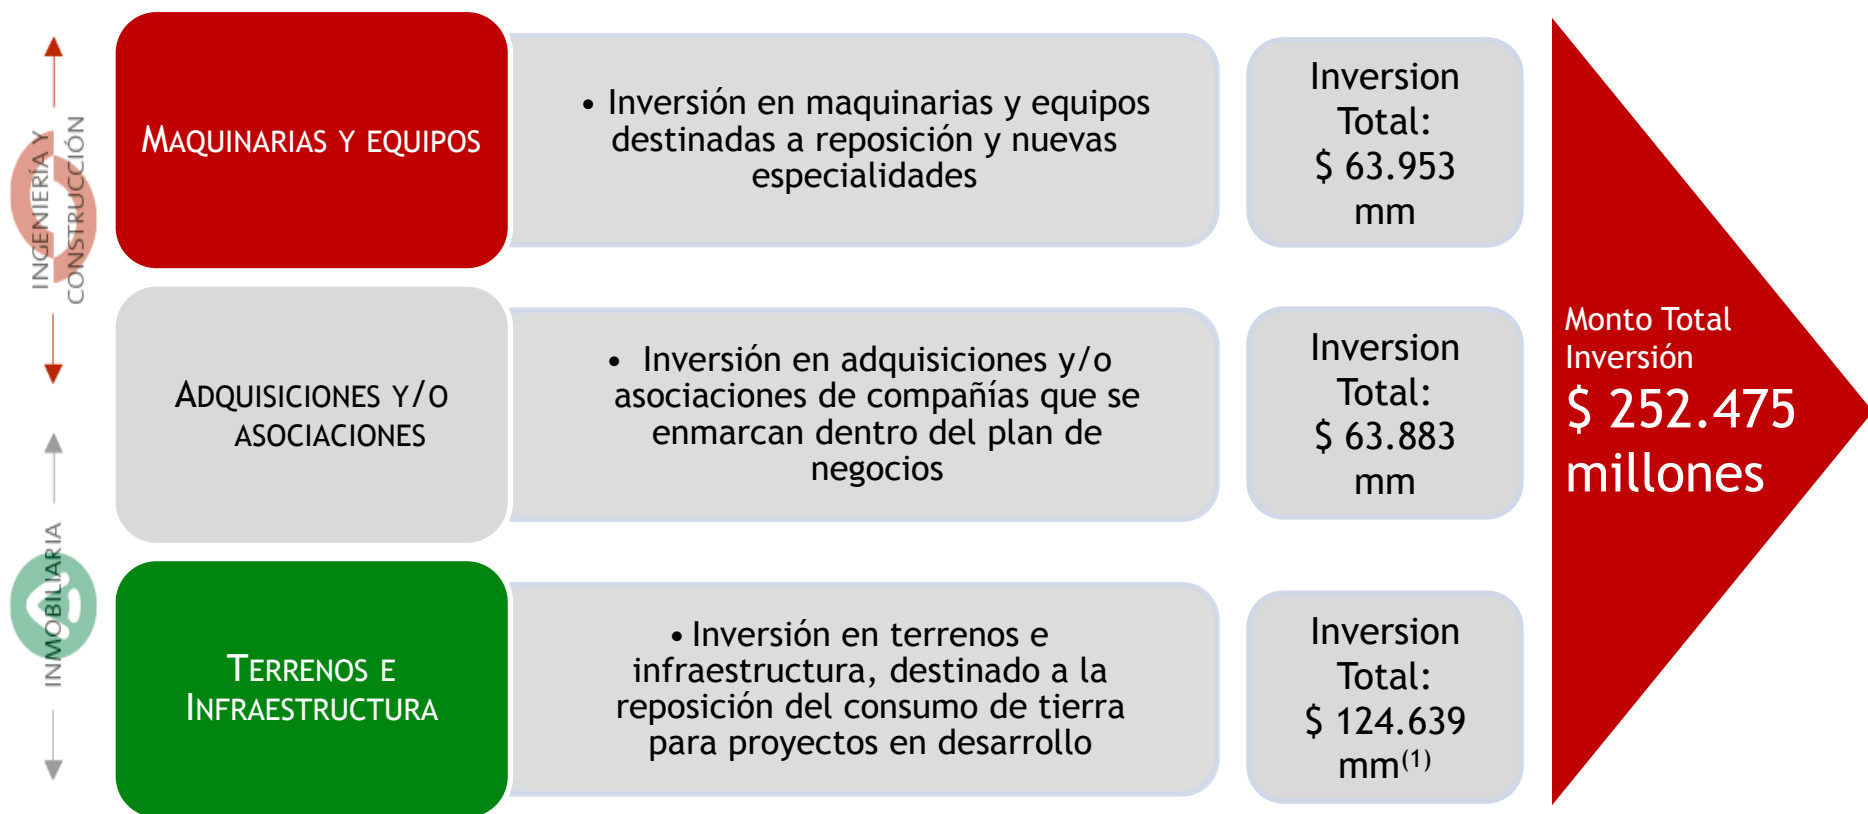 INGENIERÍA Y
CONSTRUCCIÓN
MAQUINARIAS Y EQUIPOS
• Inversión en maquinarias y equipos
destinadas a reposición y nuevas
especialidades
Inversion
Total:
$ 63.953
mm
ADQUISICIONES Y/O
ASOCIACIONES
• Inversión en adquisiciones y/o
asociaciones de compañías que se
enmarcan dentro del plan de
negocios
Inversion
Total:
$ 63.883
mm
INMOBILIARIA
TERRENOS E
INFRAESTRUCTURA
• Inversión en terrenos e
infraestructura, destinado a la
reposición del consumo de tierra
para proyectos en desarrollo
Inversion
Total:
$ 124.639
mm(1)
Monto Total
Inversión
$ 252.475
millones